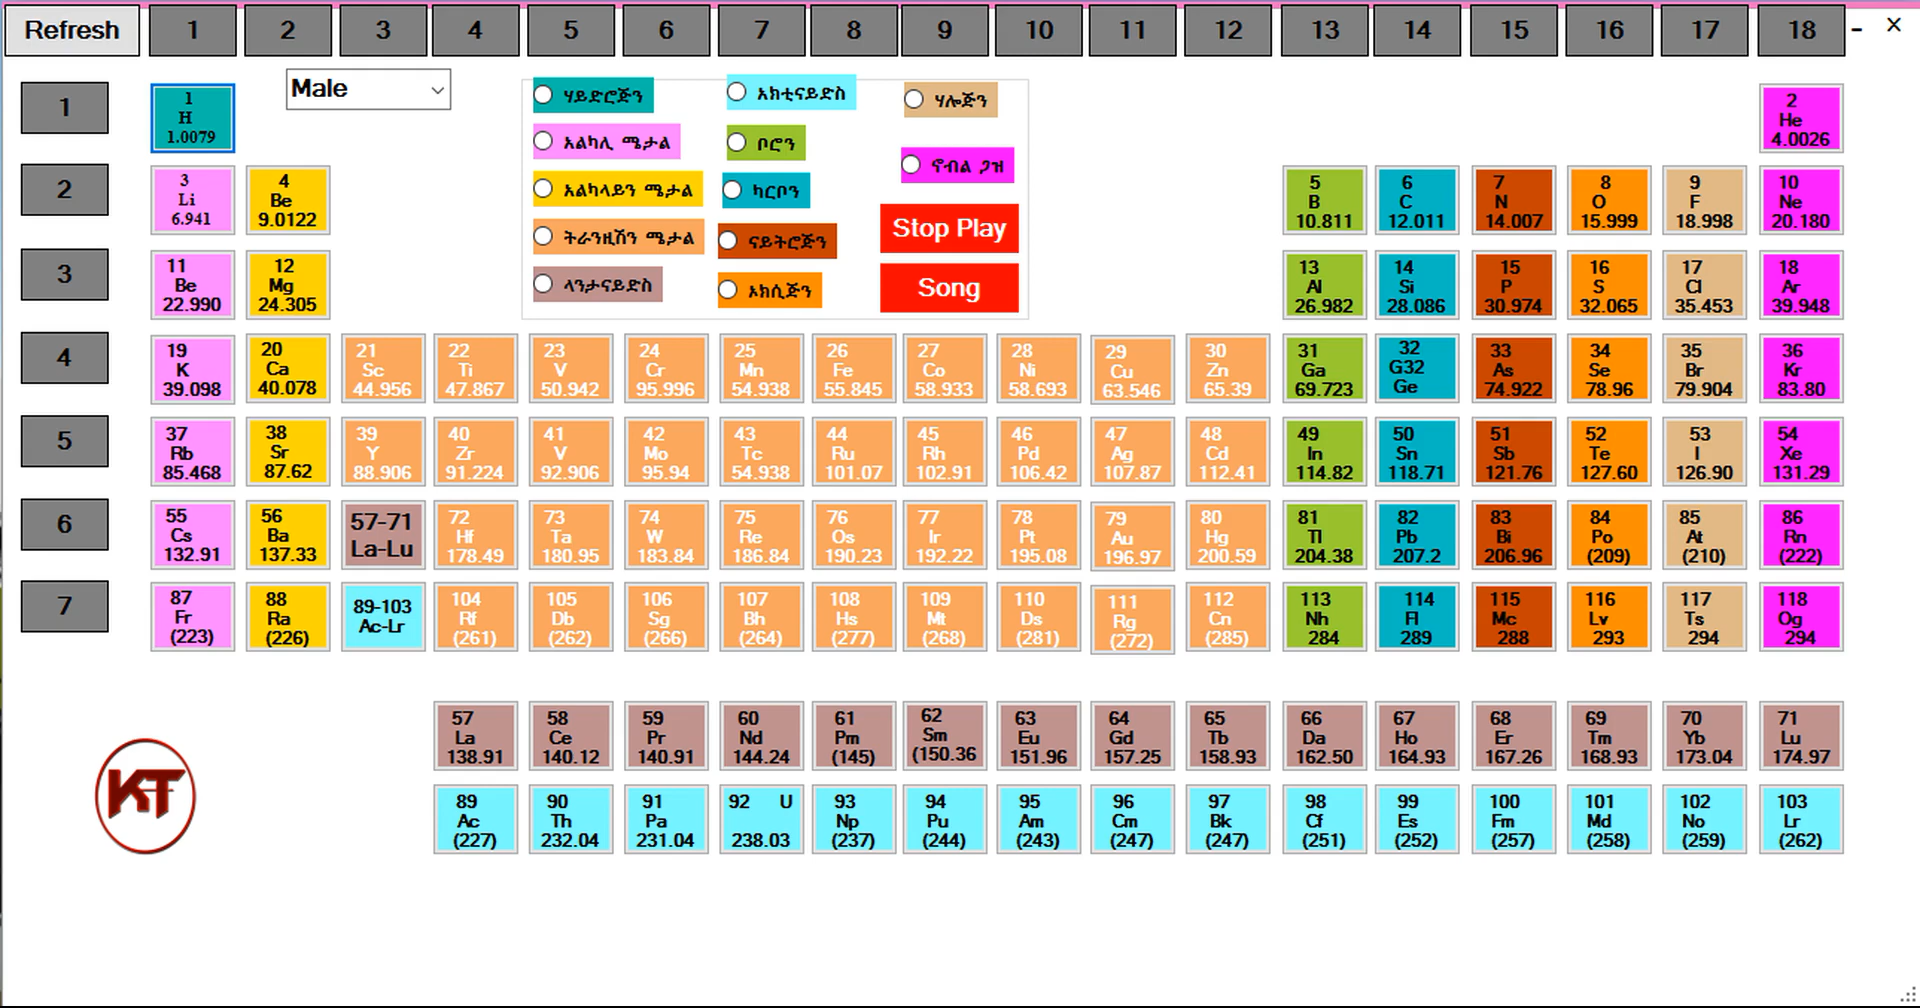 Refresh 1 2 3 4 5 6 7 8 9 10 11 12 13 14 15 16 17 18 - ×
Male
ሃይድሮጅን
አልካሊ ሜታል
አልካላይን ሜታል
ትራንዚሽን ሜታል
ላንታናይድስ
አክቲናይድስ
ቦሮን
ካርቦን
ናይትሮጅን
ኦክሲጅን
ሃሎጅን
ኖብል ጋዝ
Stop Play
Song
1
1 2
H He
1.0079 4.0026
2
3 4 5 6 7 8 9 10
Li Be B C N O F Ne
6.941 9.0122 10.811 12.011 14.007 15.999 18.998 20.180
3
11 12 13 14 15 16 17 18
Be Mg Al Si P S Cl Ar
22.990 24.305 26.982 28.086 30.974 32.065 35.453 39.948
4
19 20 21 22 23 24 25 26 27 28 29 30 31 32 33 34 35 36
K Ca Sc Ti V Cr Mn Fe Co Ni Cu Zn Ga G32 As Se Br Kr
39.098 40.078 44.956 47.867 50.942 95.996 54.938 55.845 58.933 58.693 63.546 65.39 69.723 Ge 74.922 78.96 79.904 83.80
5
37 38 39 40 41 42 43 44 45 46 47 48 49 50 51 52 53 54
Rb Sr Y Zr V Mo Tc Ru Rh Pd Ag Cd In Sn Sb Te I Xe
85.468 87.62 88.906 91.224 92.906 95.94 54.938 101.07 102.91 106.42 107.87 112.41 114.82 118.71 121.76 127.60 126.90 131.29
6
55 56 57-71 72 73 74 75 76 77 78 79 80 81 82 83 84 85 86
Cs Ba La-Lu Hf Ta W Re Os Ir Pt Au Hg Tl Pb Bi Po At Rn
132.91 137.33 178.49 180.95 183.84 186.84 190.23 192.22 195.08 196.97 200.59 204.38 207.2 206.96 (209) (210) (222)
7
87 88 89-103 104 105 106 107 108 109 110 111 112 113 114 115 116 117 118
Fr Ra Ac-Lr Rf Db Sg Bh Hs Mt Ds Rg Cn Nh Fl Mc Lv Ts Og
(223) (226) (261) (262) (266) (264) (277) (268) (281) (272) (285) 284 289 288 293 294 294
57 58 59 60 61 62 63 64 65 66 67 68 69 70 71
La Ce Pr Nd Pm Sm Eu Gd Tb Da Ho Er Tm Yb Lu
138.91 140.12 140.91 144.24 (145) (150.36 151.96 157.25 158.93 162.50 164.93 167.26 168.93 173.04 174.97
89 90 91 92 U 93 94 95 96 97 98 99 100 101 102 103
Ac Th Pa Np Pu Am Cm Bk Cf Es Fm Md No Lr
(227) 232.04 231.04 238.03 (237) (244) (243) (247) (247) (251) (252) (257) (258) (259) (262)
KT